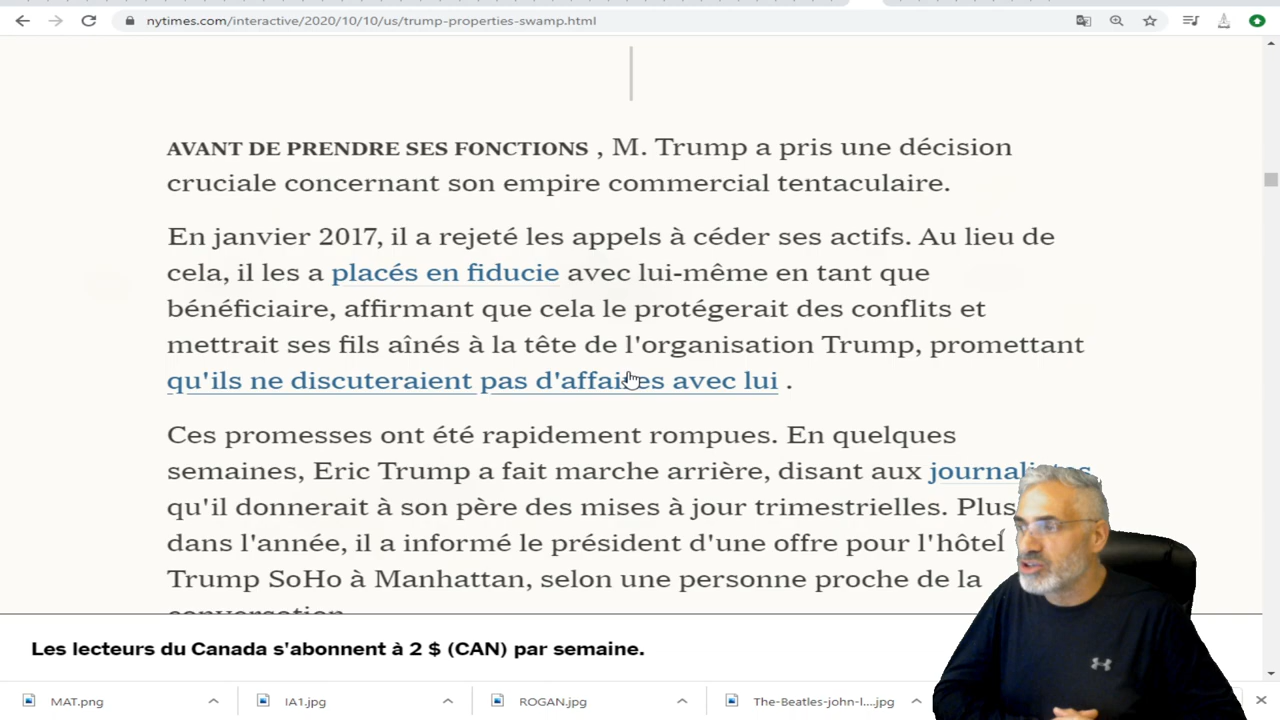 nytimes.com/interactive/2020/10/10/us/trump-properties-swamp.html
AVANT DE PRENDRE SES FONCTIONS , M. Trump a pris une décision
cruciale concernant son empire commercial tentaculaire.
En janvier 2017, il a rejeté les appels à céder ses actifs. Au lieu de
cela, il les a placés en fiducie avec lui-même en tant que
bénéficiaire, affirmant que cela le protégerait des conflits et
mettrait ses fils aînés à la tête de l'organisation Trump, promettant
qu'ils ne discuteraient pas d'affaires avec lui .
Ces promesses ont été rapidement rompues. En quelques
semaines, Eric Trump a fait marche arrière, disant aux journalistes
qu'il donnerait à son père des mises à jour trimestrielles. Plus
dans l'année, il a informé le président d'une offre pour l'hôtel
Trump SoHo à Manhattan, selon une personne proche de la
conversation
Les lecteurs du Canada s'abonnent à 2 $ (CAN) par semaine.
MAT.png IA1.jpg ROGAN.jpg The-Beatles-john-l....jpg